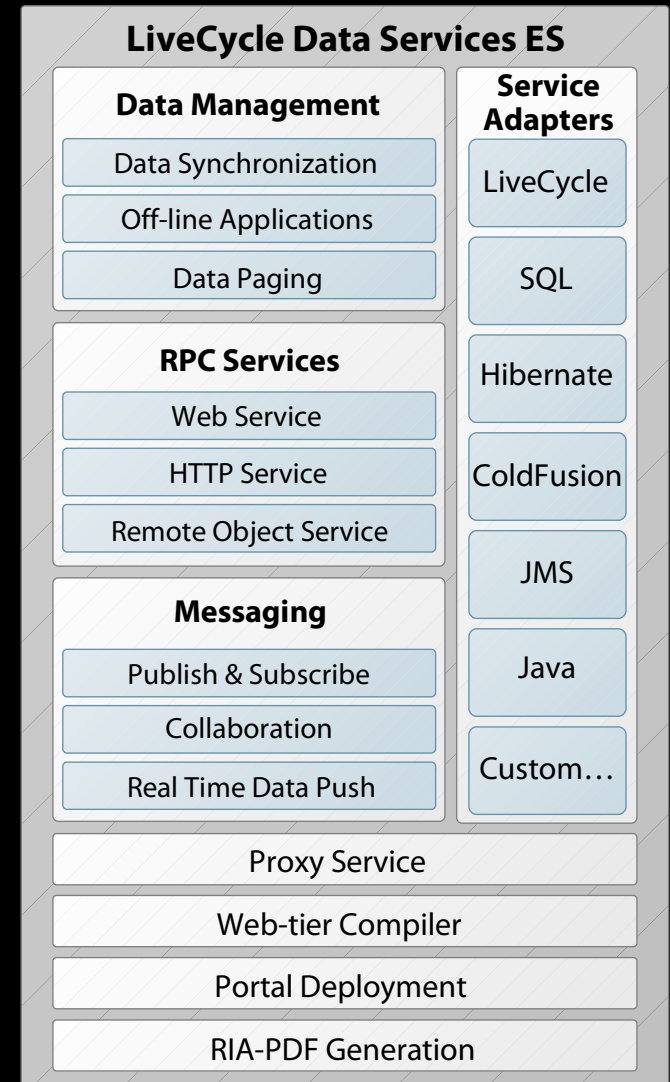 LiveCycle Data Services ES
Data Management
Data Synchronization
Off-line Applications
Data Paging
RPC Services
Web Service
HTTP Service
Remote Object Service
Messaging
Publish & Subscribe
Collaboration
Real Time Data Push
Service
Adapters
LiveCycle
SQL
Hibernate
ColdFusion
JMS
Java
Custom…
Proxy Service
Web-tier Compiler
Portal Deployment
RIA-PDF Generation